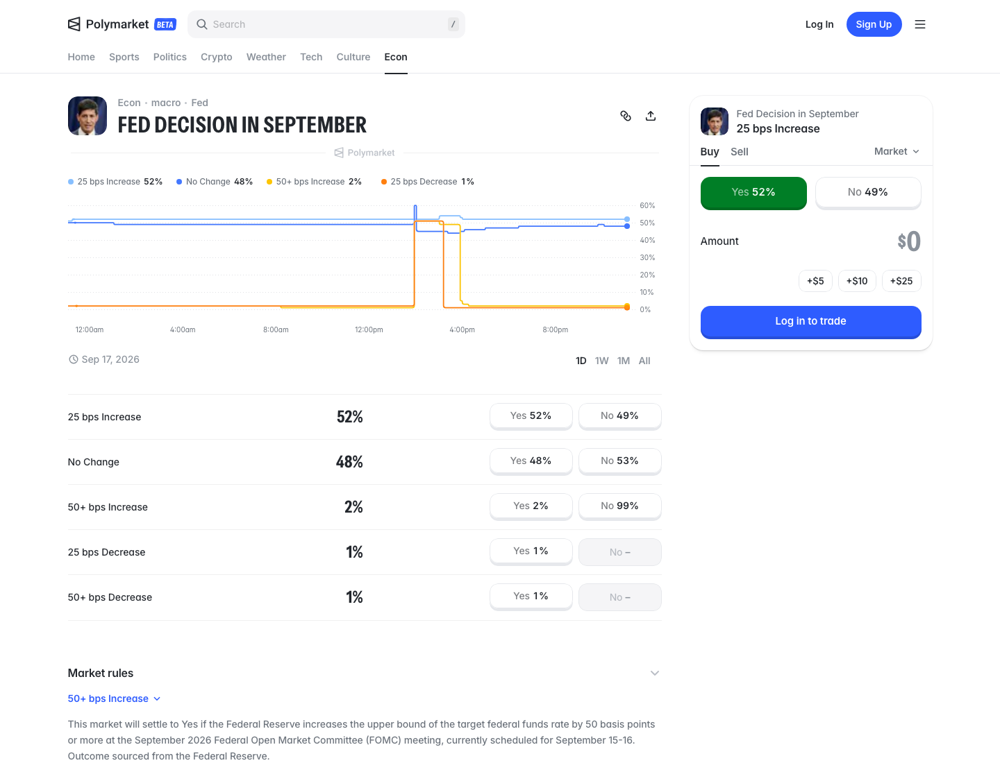 Polymarket BETA
Search /
Log In
Sign Up
Home Sports Politics Crypto Weather Tech Culture Econ
Econ · macro · Fed
FED DECISION IN SEPTEMBER
Polymarket
25 bps Increase 52% No Change 48% 50+ bps Increase 2% 25 bps Decrease 1%
60%
50%
40%
30%
20%
10%
0%
12:00am 4:00am 8:00am 12:00pm 4:00pm 8:00pm
Sep 17, 2026
1D 1W 1M All
25 bps Increase 52% Yes 52% No 49%
No Change 48% Yes 48% No 53%
50+ bps Increase 2% Yes 2% No 99%
25 bps Decrease 1% Yes 1% No –
50+ bps Decrease 1% Yes 1% No –
Market rules
50+ bps Increase
This market will settle to Yes if the Federal Reserve increases the upper bound of the target federal funds rate by 50 basis points
or more at the September 2026 Federal Open Market Committee (FOMC) meeting, currently scheduled for September 15-16.
Outcome sourced from the Federal Reserve.
Fed Decision in September
25 bps Increase
Buy Sell Market
Yes 52% No 49%
Amount $0
+$5 +$10 +$25
Log in to trade